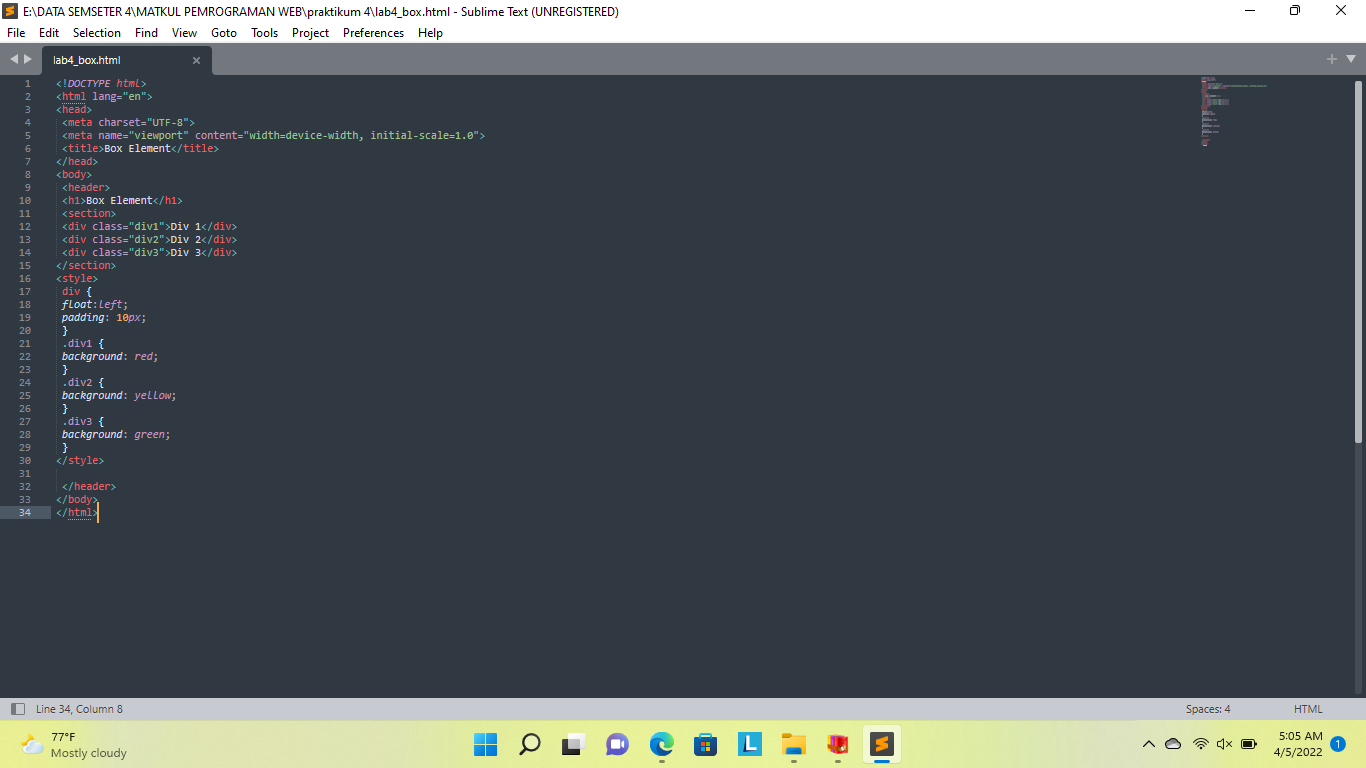 E:\DATA SEMSETER 4\MATKUL PEMROGRAMAN WEB\praktikum 4\lab4_box.html - Sublime Text (UNREGISTERED)
File Edit Selection Find View Goto Tools Project Preferences Help
lab4_box.html
1 <!DOCTYPE html>
2 <html lang="en">
3 <head>
4 <meta charset="UTF-8">
5 <meta name="viewport" content="width=device-width, initial-scale=1.0">
6 <title>Box Element</title>
7 </head>
8 <body>
9 <header>
10 <h1>Box Element</h1>
11 <section>
12 <div class="div1">Div 1</div>
13 <div class="div2">Div 2</div>
14 <div class="div3">Div 3</div>
15 </section>
16 <style>
17 div {
18 float:left;
19 padding: 10px;
20 }
21 .div1 {
22 background: red;
23 }
24 .div2 {
25 background: yellow;
26 }
27 .div3 {
28 background: green;
29 }
30 </style>
31
32 </header>
33 </body>
34 </html>
Line 34, Column 8 Spaces: 4 HTML
77°F
Mostly cloudy
L
5:05 AM
4/5/2022
1